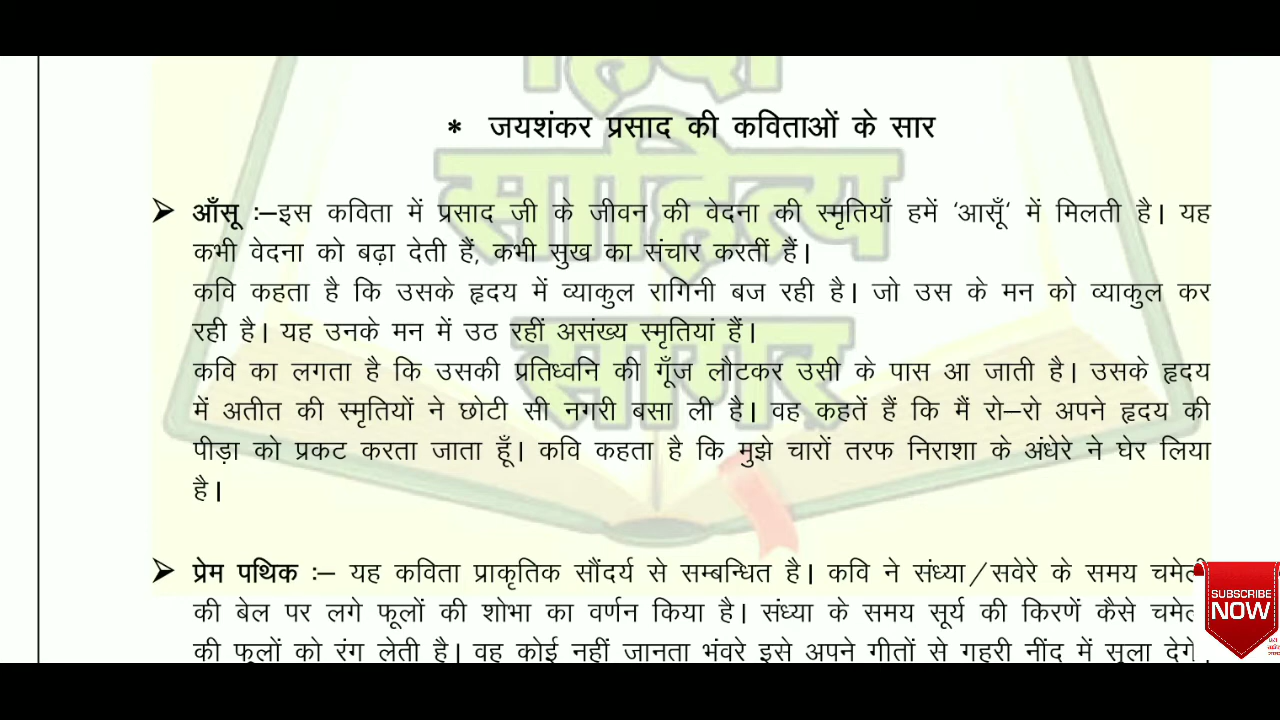 हिंदी
साहित्य
सागर
* जयशंकर प्रसाद की कविताओं के सार
➢ आँसू :–इस कविता में प्रसाद जी के जीवन की वेदना की स्मृतियाँ हमें ‘आसूँ‘ में मिलती है। यह
कभी वेदना को बढ़ा देती हैं, कभी सुख का संचार करतीं हैं।
कवि कहता है कि उसके हृदय में व्याकुल रागिनी बज रही है। जो उस के मन को व्याकुल कर
रही है। यह उनके मन में उठ रहीं असंख्य स्मृतियां हैं।
कवि का लगता है कि उसकी प्रतिध्वनि की गूँज लौटकर उसी के पास आ जाती है। उसके हृदय
में अतीत की स्मृतियों ने छोटी सी नगरी बसा ली है। वह कहतें हैं कि मैं रो–रो अपने हृदय की
पीड़ा को प्रकट करता जाता हूँ। कवि कहता है कि मुझे चारों तरफ निराशा के अंधेरे ने घेर लिया
है।
➢ प्रेम पथिक :– यह कविता प्राकृतिक सौंदर्य से सम्बन्धित है। कवि ने संध्या/सवेरे के समय
की बेल पर लगे फूलों की शोभा का वर्णन किया है। संध्या के समय सूर्य की किरणें कैसे
की फूलों को रंग लेती है। वह कोई नहीं जानता भंवरे इसे अपने गीतों से गहरी नींद में सुला
SUBSCRIBE
NOW